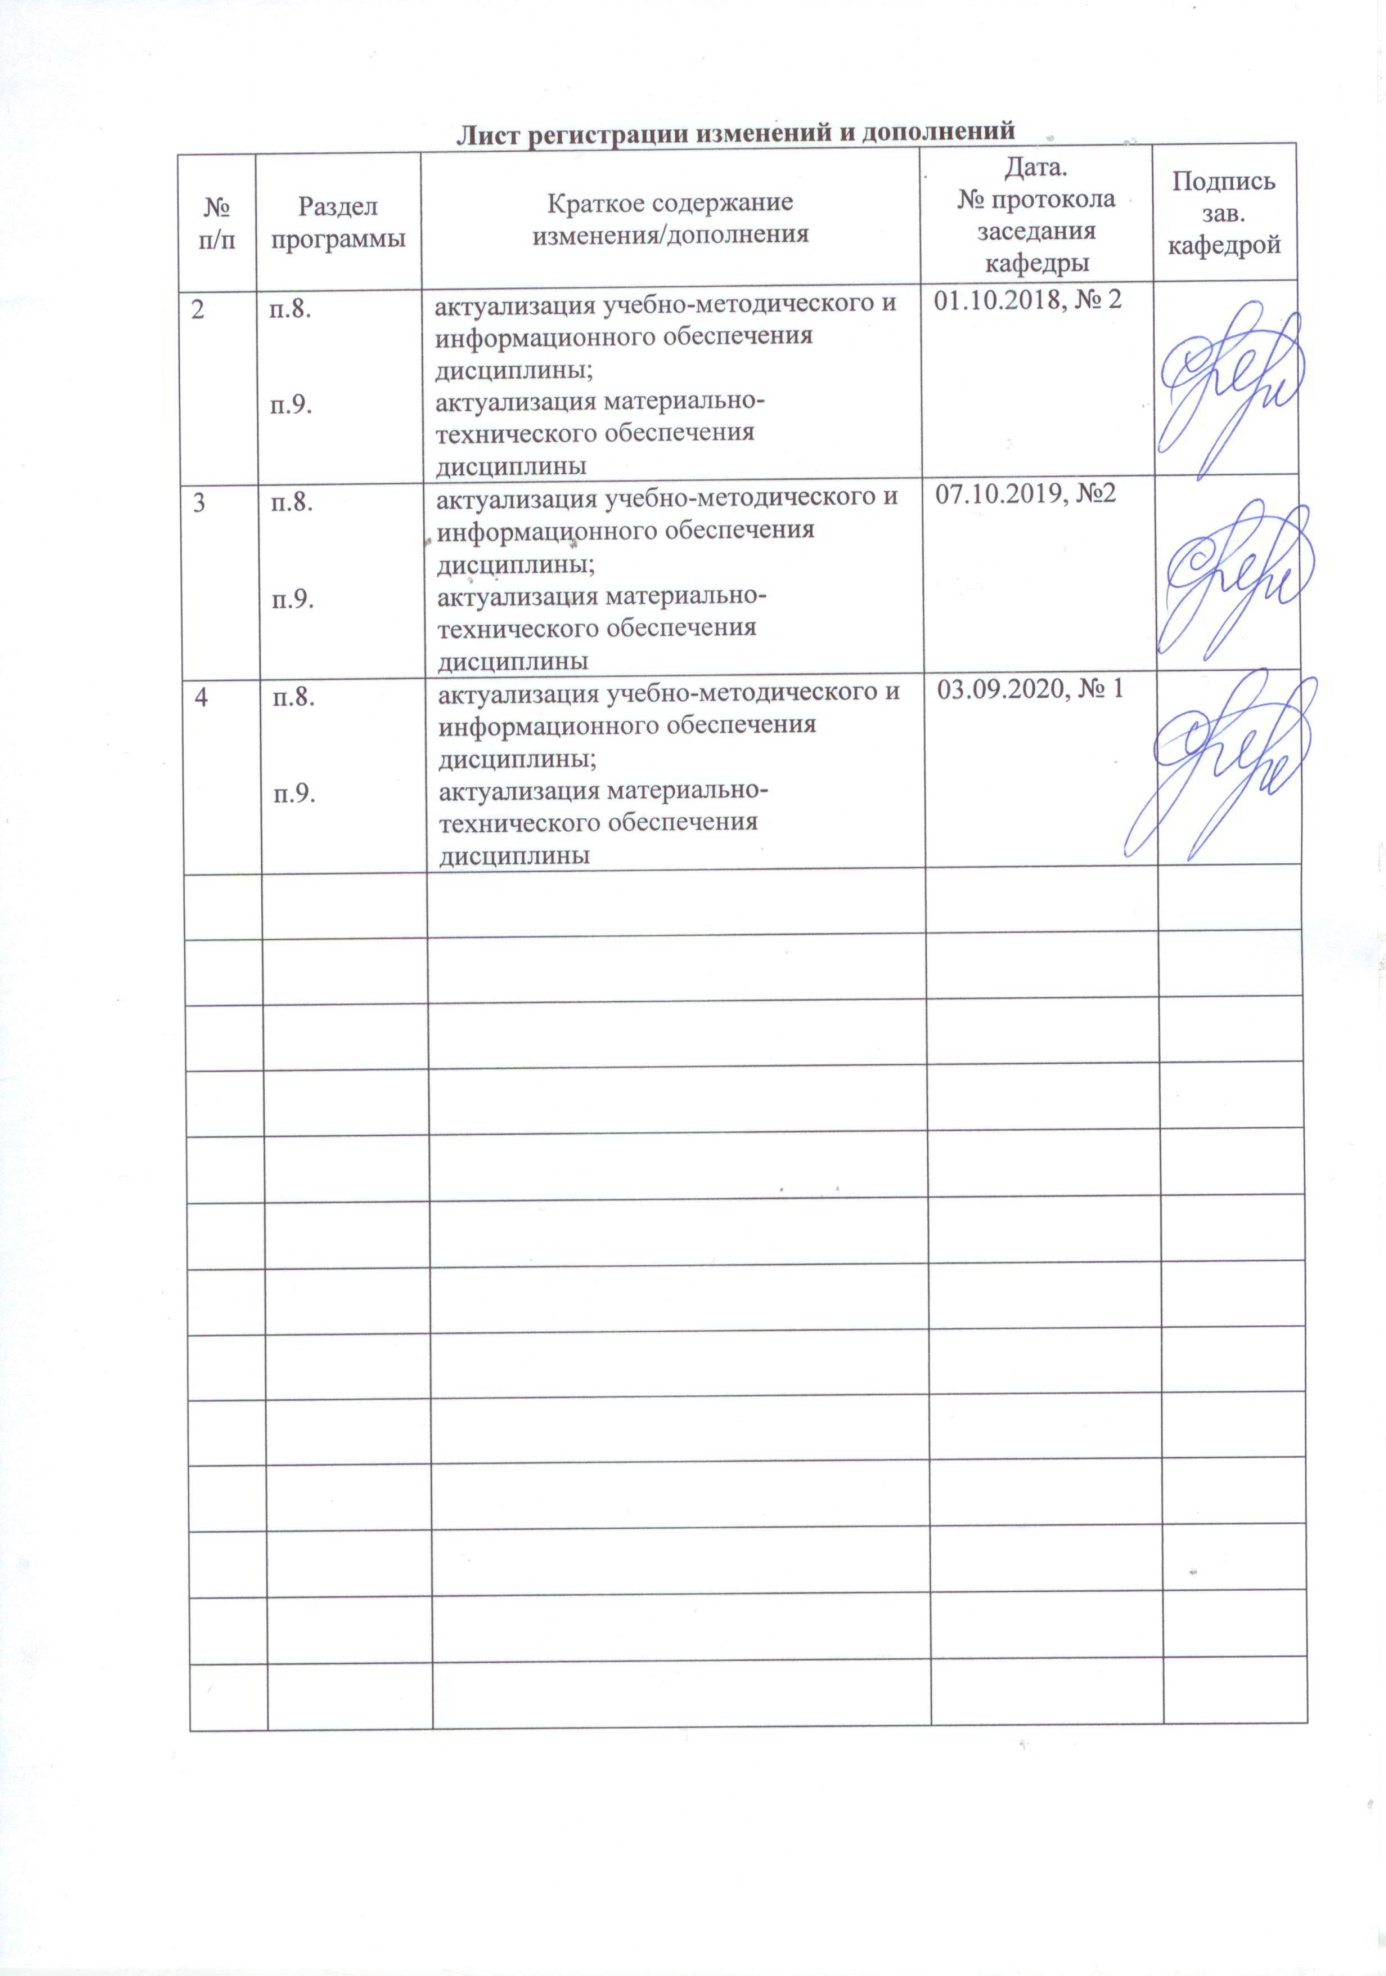 Лист регистрации изменений и дополнений
№
п/п
Раздел
программы
Краткое содержание
изменения/дополнения
Дата.
№ протокола
заседания
кафедры
Подпись
зав.
кафедрой
2
п.8.
актуализация учебно-методического и
информационного обеспечения
дисциплины;
п.9.
актуализация материально-
технического обеспечения
дисциплины
01.10.2018, № 2
3
п.8.
актуализация учебно-методического и
информационного обеспечения
дисциплины;
п.9.
актуализация материально-
технического обеспечения
дисциплины
07.10.2019, №2
4
п.8.
актуализация учебно-методического и
информационного обеспечения
дисциплины;
п.9.
актуализация материально-
технического обеспечения
дисциплины
03.09.2020, № 1